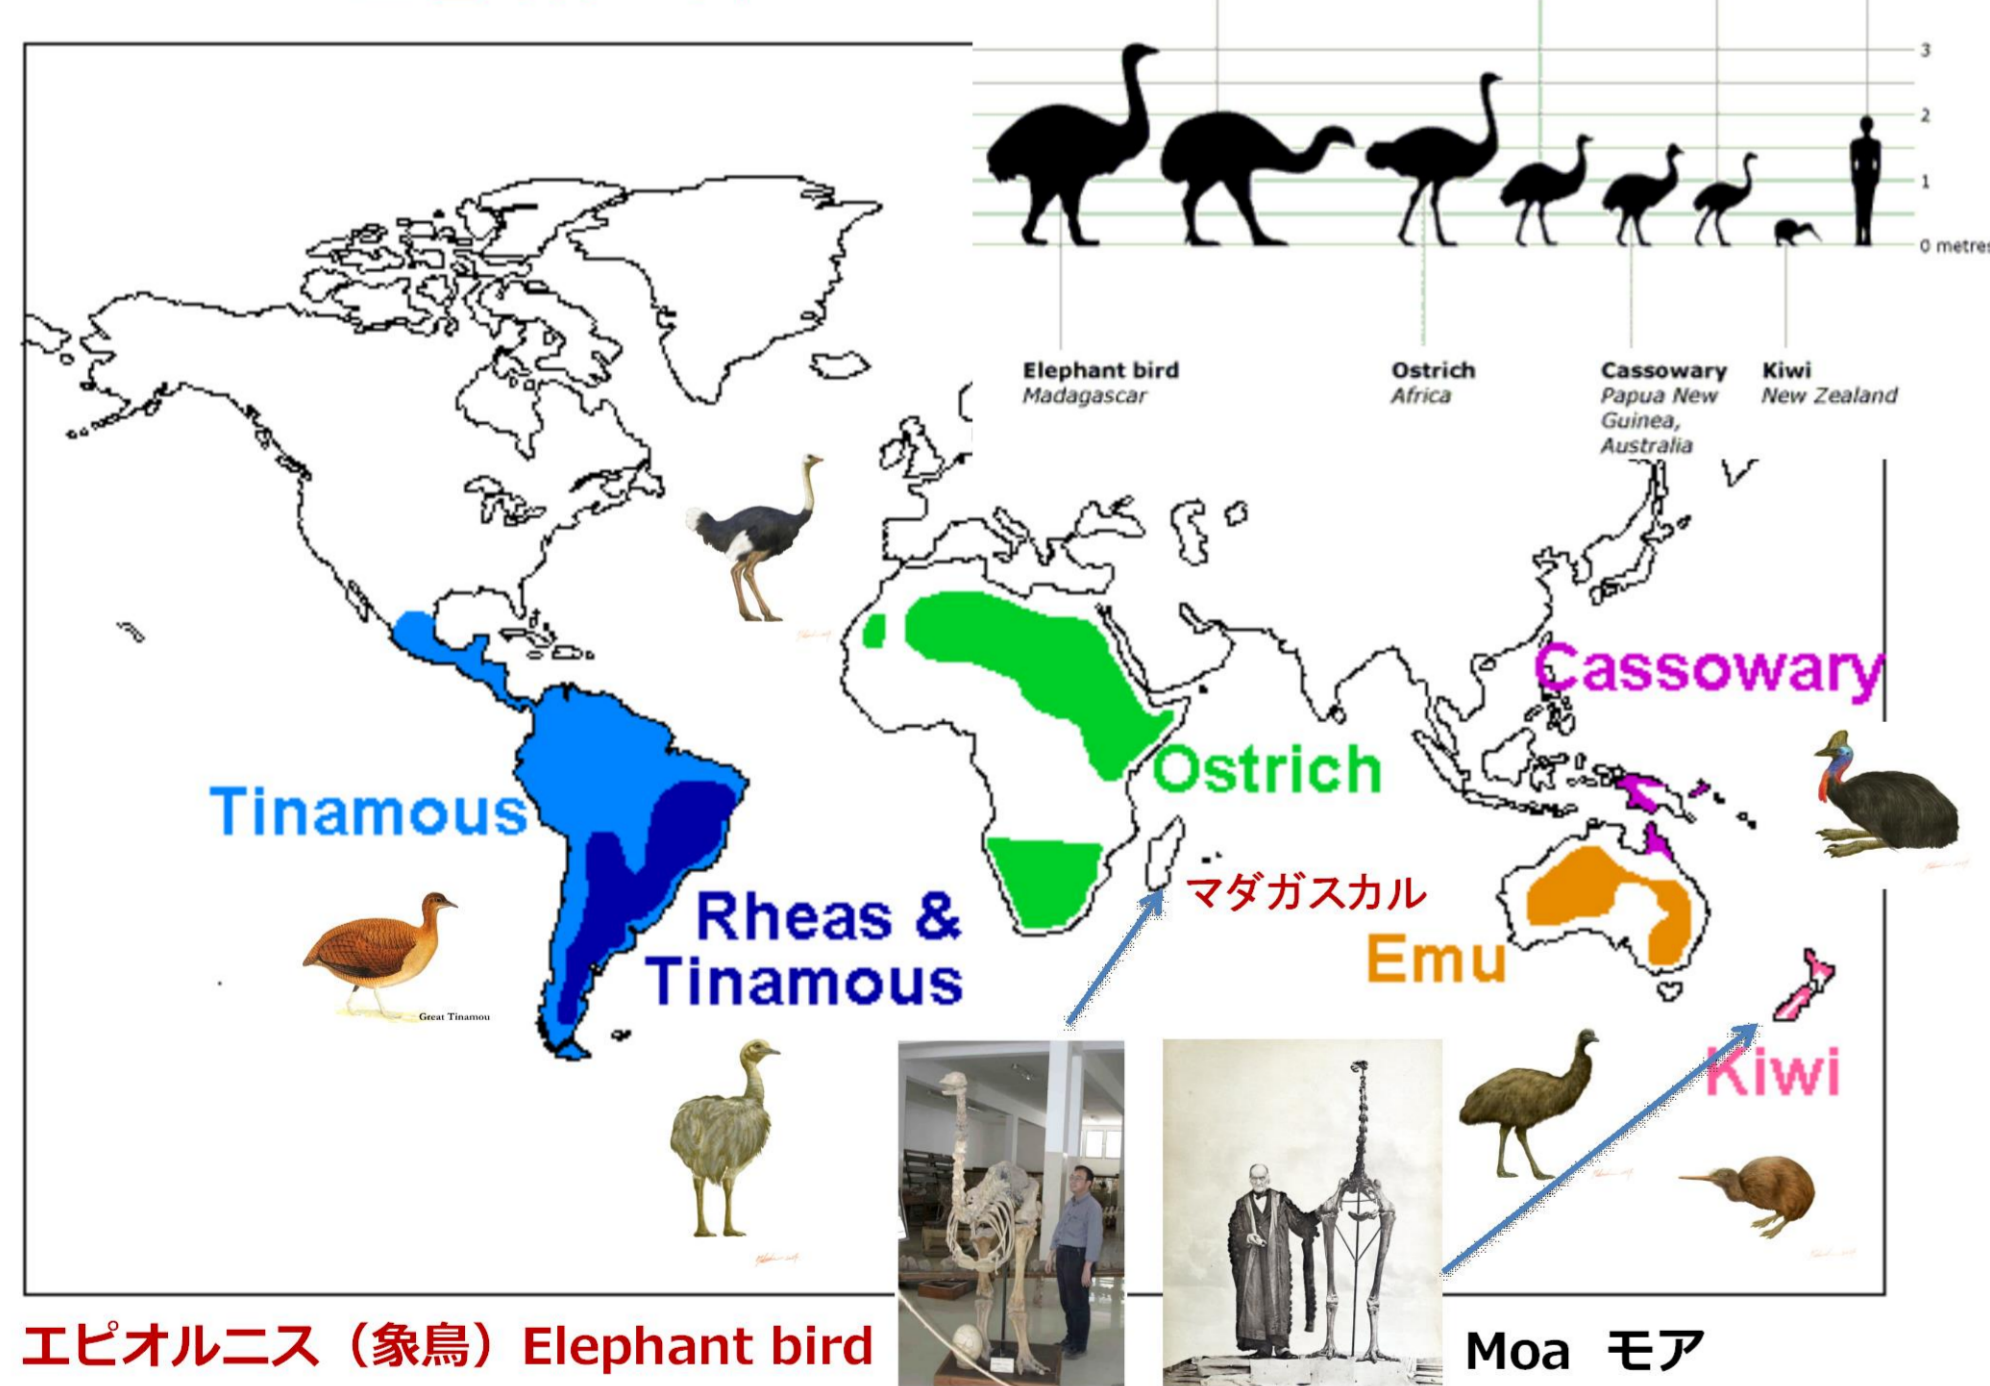 3
2
1
0 metres
Elephant bird
Madagascar
Ostrich
Africa
Cassowary
Papua New
Guinea,
Australia
Kiwi
New Zealand
Cassowary
Ostrich
Tinamous
マダガスカル
Rheas &
Tinamous
Emu
Great Tinamou
Kiwi
エピオルニス（象鳥）Elephant bird
Moa モア